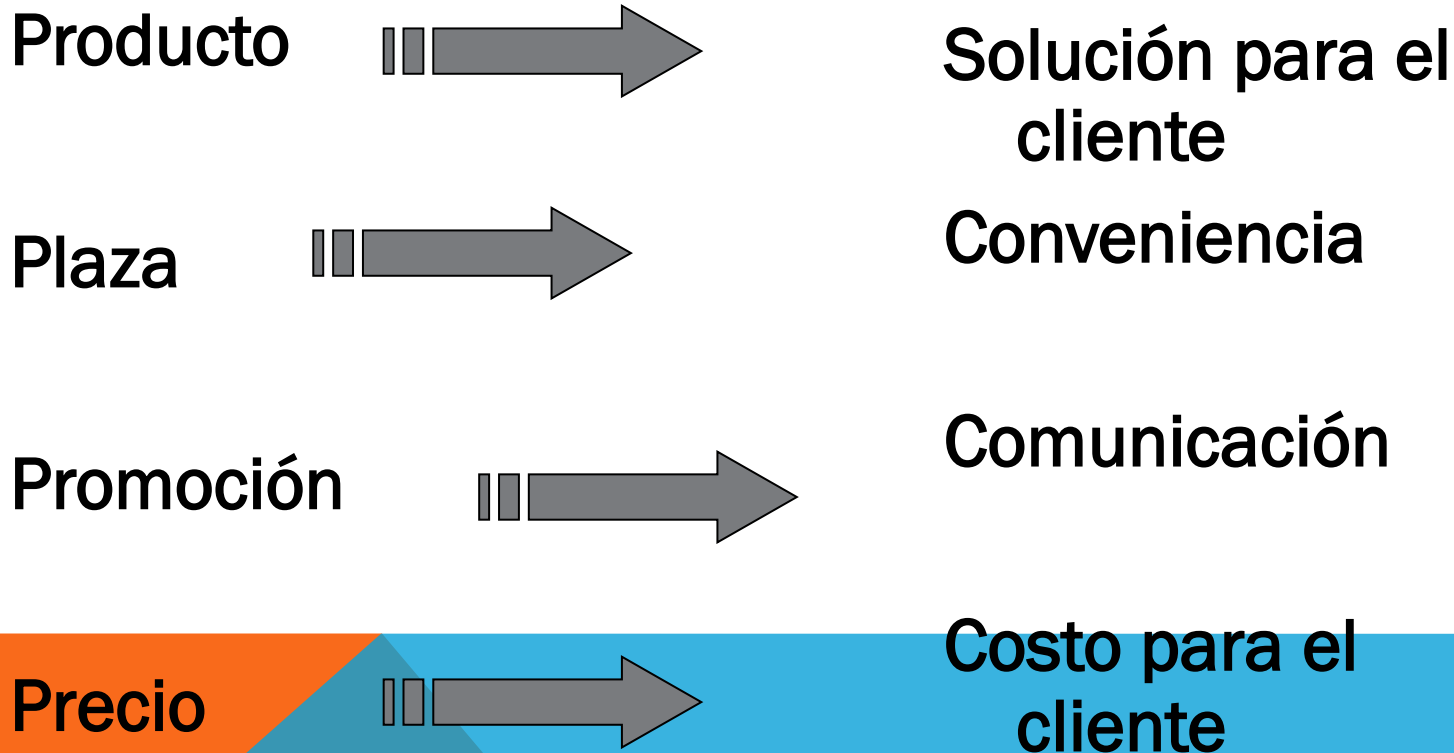 Producto
Solución para el
cliente
Plaza
Conveniencia
Promoción
Comunicación
Precio
Costo para el
cliente